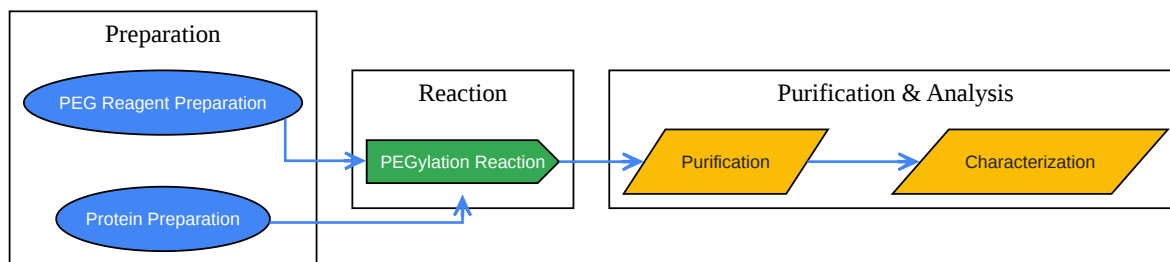 Preparation
PEG Reagent Preparation
Protein Preparation
Reaction
PEGylation Reaction
Purification & Analysis
Purification
Characterization